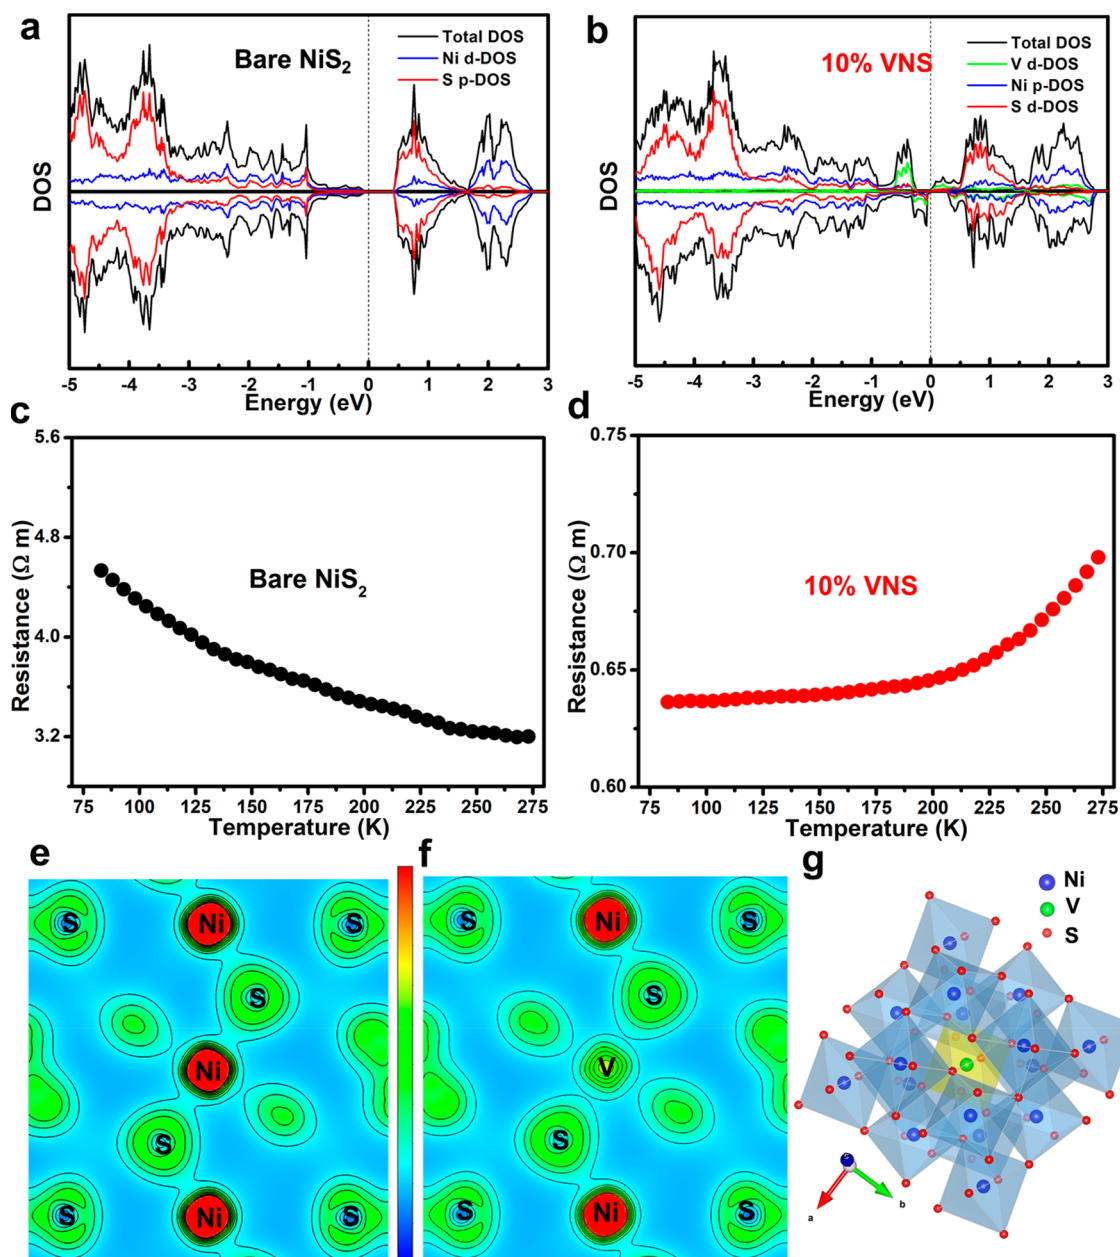 a
Bare NiS2
Total DOS
Ni d-DOS
S p-DOS
DOS
-5 -4 -3 -2 -1 0 1 2 3
Energy (eV)
b
10% VNS
Total DOS
V d-DOS
Ni p-DOS
S d-DOS
DOS
-5 -4 -3 -2 -1 0 1 2 3
Energy (eV)
c
5.6
4.8
4.0
3.2
Resistance (Ω m)
Bare NiS2
75 100 125 150 175 200 225 250 275
Temperature (K)
d
0.75
0.70
0.65
0.60
Resistance (Ω m)
10% VNS
75 100 125 150 175 200 225 250 275
Temperature (K)
e
S Ni S
S
Ni
S
S Ni S
f
S Ni S
S
V
S
S Ni S
g
Ni
V
S
a
b